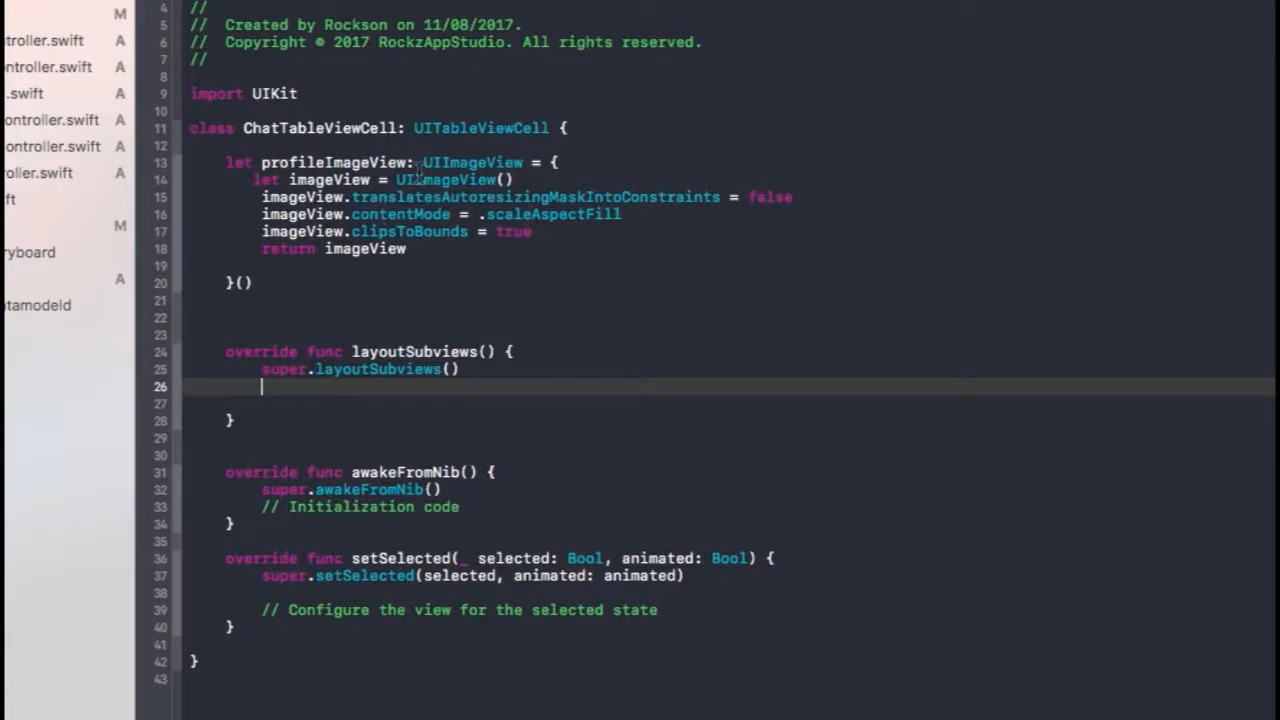 M
troller.swift A
ntroller.swift A
.swift A
ontroller.swift A
controller.swift A
roller.swift A
ft A
M
ryboard
A
tamodeld
4 //
5 // Created by Rockson on 11/08/2017.
6 // Copyright © 2017 RockzAppStudio. All rights reserved.
7 //
8
9 import UIKit
10
11 class ChatTableViewCell: UITableViewCell {
12
13 let profileImageView: UIImageView = {
14 let imageView = UIImageView()
15 imageView.translatesAutoresizingMaskIntoConstraints = false
16 imageView.contentMode = .scaleAspectFill
17 imageView.clipsToBounds = true
18 return imageView
19
20 }()
21
22
23
24 override func layoutSubviews() {
25 super.layoutSubviews()
26
27
28 }
29
30
31 override func awakeFromNib() {
32 super.awakeFromNib()
33 // Initialization code
34 }
35
36 override func setSelected(_ selected: Bool, animated: Bool) {
37 super.setSelected(selected, animated: animated)
38
39 // Configure the view for the selected state
40 }
41
42 }
43